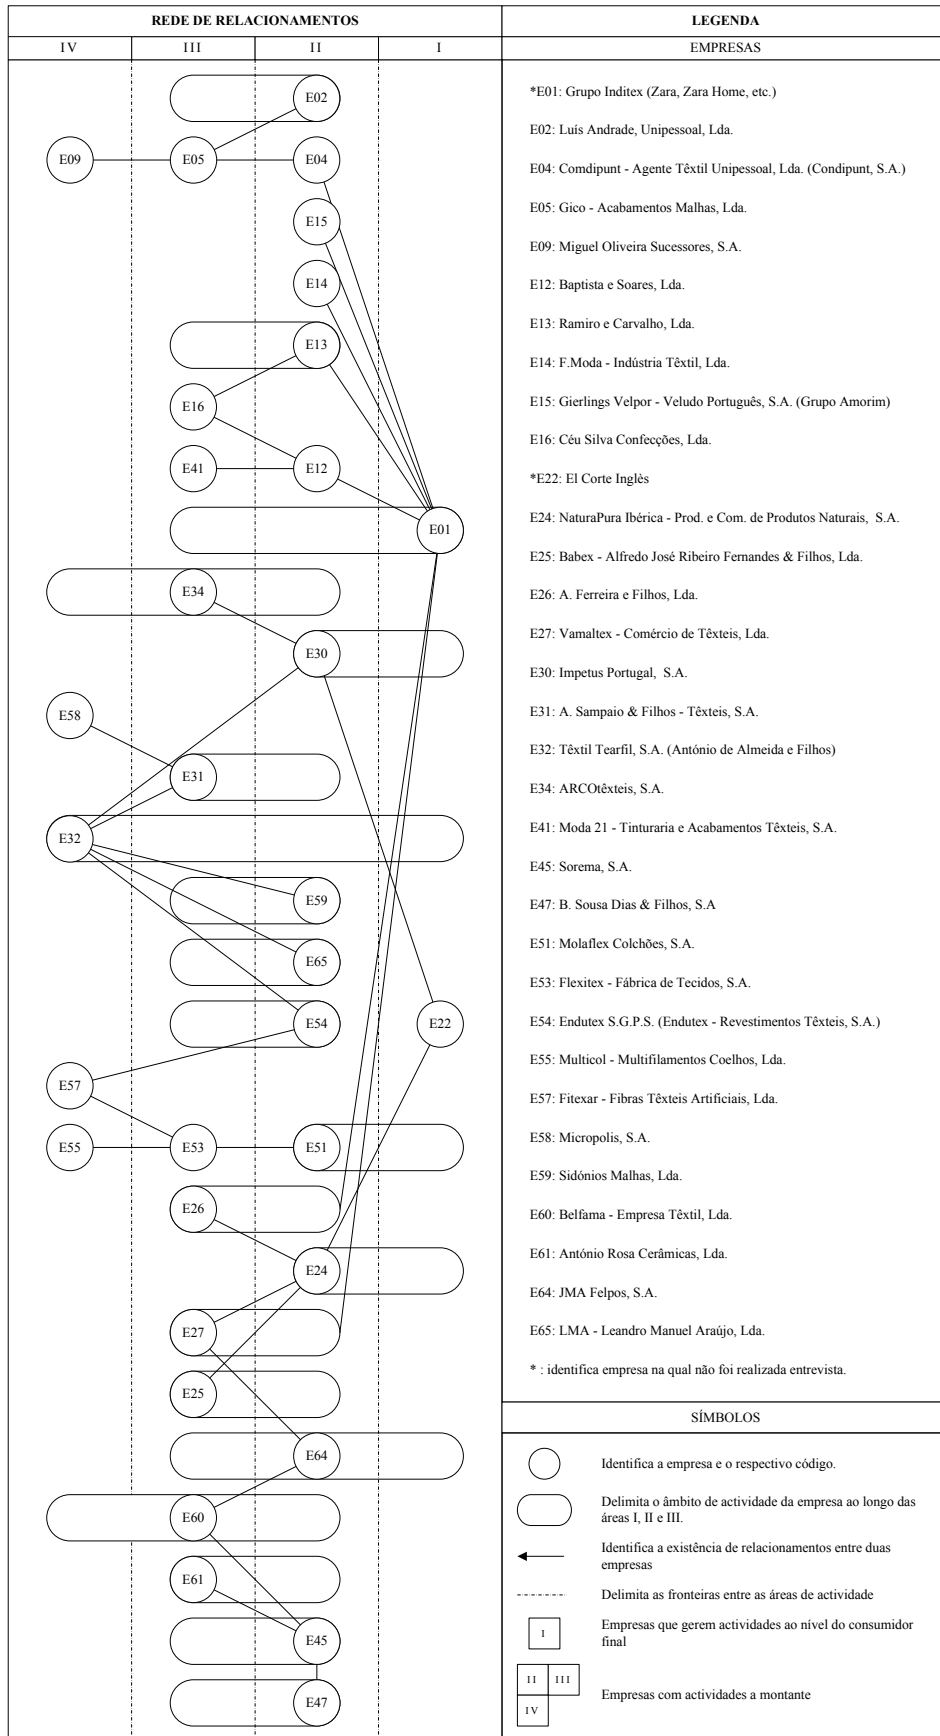 REDE DE RELACIONAMENTOS
LEGENDA
IV
III
II
I
EMPRESAS
E02
E09
E05
E04
E15
E14
E13
E16
E41
E12
E01
E34
E30
E58
E31
E32
E59
E65
E54
E22
E57
E55
E53
E51
E26
E24
E27
E25
E64
E60
E61
E45
E47
*E01: Grupo Inditex (Zara, Zara Home, etc.)
E02: Luís Andrade, Unipessoal, Lda.
E04: Comdipunt - Agente Têxtil Unipessoal, Lda. (Condipunt, S.A.)
E05: Gico - Acabamentos Malhas, Lda.
E09: Miguel Oliveira Sucessores, S.A.
E12: Baptista e Soares, Lda.
E13: Ramiro e Carvalho, Lda.
E14: F.Moda - Indústria Têxtil, Lda.
E15: Gierlings Velpor - Veludo Português, S.A. (Grupo Amorim)
E16: Céu Silva Confecções, Lda.
*E22: El Corte Inglès
E24: NaturaPura Ibérica - Prod. e Com. de Produtos Naturais, S.A.
E25: Babex - Alfredo José Ribeiro Fernandes & Filhos, Lda.
E26: A. Ferreira e Filhos, Lda.
E27: Vamaltex - Comércio de Têxteis, Lda.
E30: Impetus Portugal, S.A.
E31: A. Sampaio & Filhos - Têxteis, S.A.
E32: Têxtil Tearfil, S.A. (António de Almeida e Filhos)
E34: ARCOtêxteis, S.A.
E41: Moda 21 - Tinturaria e Acabamentos Têxteis, S.A.
E45: Sorema, S.A.
E47: B. Sousa Dias & Filhos, S.A
E51: Molaflex Colchões, S.A.
E53: Flexitex - Fábrica de Tecidos, S.A.
E54: Endutex S.G.P.S. (Endutex - Revestimentos Têxteis, S.A.)
E55: Multicol - Multifilamentos Coelhos, Lda.
E57: Fitexar - Fibras Têxteis Artificiais, Lda.
E58: Micropolis, S.A.
E59: Sidónios Malhas, Lda.
E60: Belfama - Empresa Têxtil, Lda.
E61: António Rosa Cerâmicas, Lda.
E64: JMA Felpos, S.A.
E65: LMA - Leandro Manuel Araújo, Lda.
* : identifica empresa na qual não foi realizada entrevista.
SÍMBOLOS
Identifica a empresa e o respectivo código.
Delimita o âmbito de actividade da empresa ao longo das
áreas I, II e III.
Identifica a existência de relacionamentos entre duas
empresas
Delimita as fronteiras entre as áreas de actividade
I
Empresas que gerem actividades ao nível do consumidor
final
II III
IV
Empresas com actividades a montante